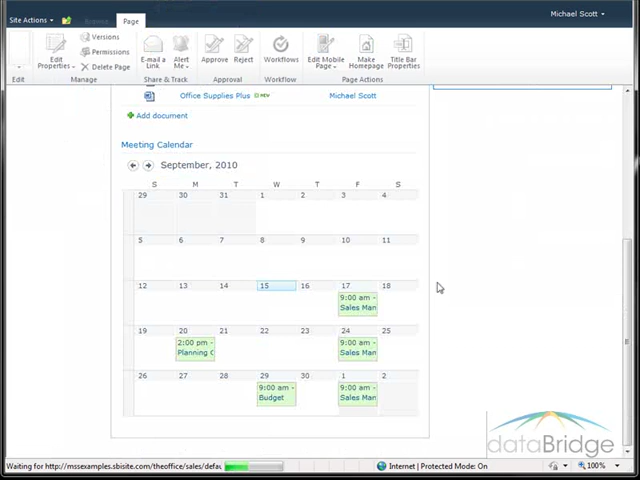 Michael Scott
Site Actions
Browse
Page
Edit Properties
Versions
Permissions
Delete Page
E-mail a Link
Alert Me
Approve
Reject
Workflows
Edit Mobile Page
Make Homepage
Title Bar Properties
Edit
Manage
Share & Track
Approval
Workflow
Page Actions
Office Supplies Plus NEW Michael Scott
Add document
Meeting Calendar
September, 2010
S M T W T F S
29 30 31 1 2 3 4
5 6 7 8 9 10 11
12 13 14 15 16 17 18
9:00 am -
Sales Man
19 20 21 22 23 24 25
2:00 pm - 9:00 am -
Planning C Sales Man
26 27 28 29 30 1 2
9:00 am - 9:00 am -
Budget Sales Man
dataBridge
Waiting for http://mssexamples.sbisite.com/theoffice/sales/defau Internet | Protected Mode: On 100%